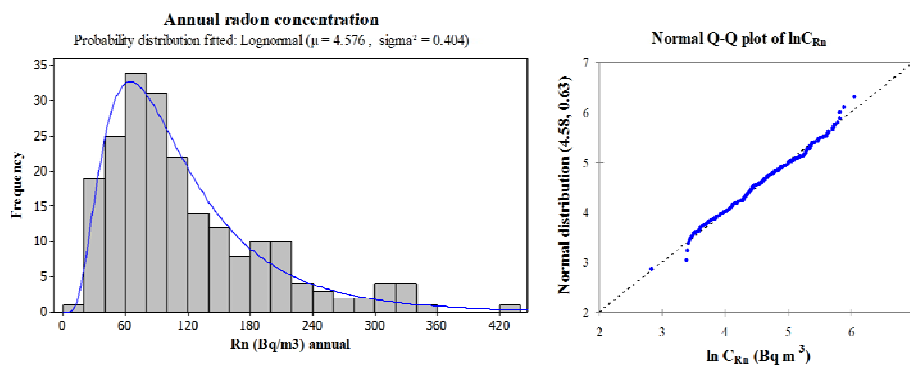 Annual radon concentration
Probability distribution fitted: Lognormal (μ = 4.576 , sigma² = 0.404)
Frequency
35
30
25
20
15
10
5
0
0 60 120 180 240 300 360 420
Rn (Bq/m3) annual
Normal Q-Q plot of lnC_Rn
Normal distribution (4.58, 0.63)
7
6
5
4
3
2
2 3 4 5 6
ln C_Rn (Bq m ³)